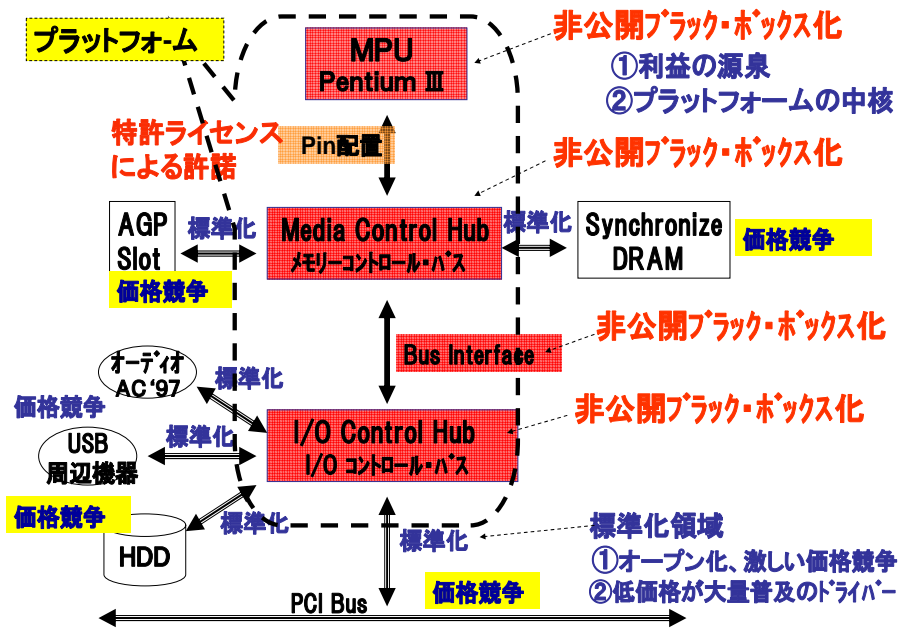 プラットフォーム
MPU
Pentium Ⅲ
非公開ブラック・ボックス化
①利益の源泉
②プラットフォームの中核
特許ライセンス
による許諾
Pin配置
非公開ブラック・ボックス化
AGP
Slot
標準化
価格競争
Media Control Hub
メモリーコントロール・バス
標準化
Synchronize
DRAM
価格競争
Bus Interface
非公開ブラック・ボックス化
オーディオ
AC‘97
標準化
価格競争
USB
周辺機器
標準化
I/O Control Hub
I/O コントロール・バス
非公開ブラック・ボックス化
価格競争
HDD
標準化
標準化
標準化領域
①オープン化、激しい価格競争
②低価格が大量普及のドライバー
価格競争
PCI Bus